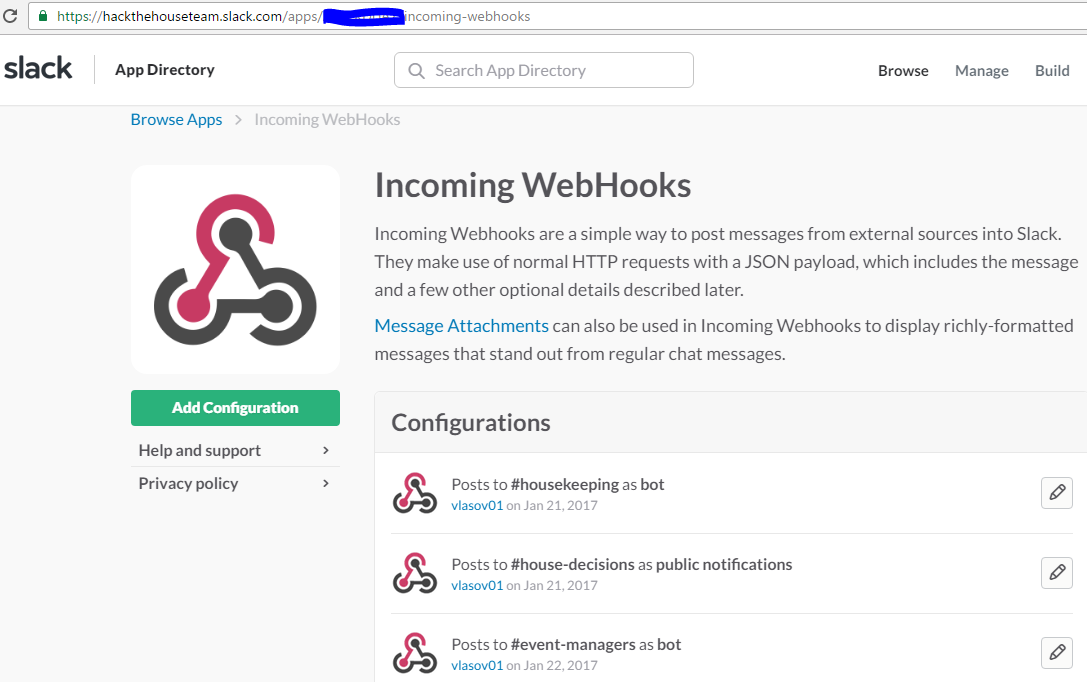 https://hackthehouseteam.slack.com/apps/ incoming-webhooks
slack App Directory Search App Directory Browse Manage Build
Browse Apps > Incoming WebHooks
Incoming WebHooks
Incoming Webhooks are a simple way to post messages from external sources into Slack.
They make use of normal HTTP requests with a JSON payload, which includes the message
and a few other optional details described later.
Message Attachments can also be used in Incoming Webhooks to display richly-formatted
messages that stand out from regular chat messages.
Add Configuration
Help and support
Privacy policy
Configurations
Posts to #housekeeping as bot
vlasov01 on Jan 21, 2017
Posts to #house-decisions as public notifications
vlasov01 on Jan 21, 2017
Posts to #event-managers as bot
vlasov01 on Jan 22, 2017